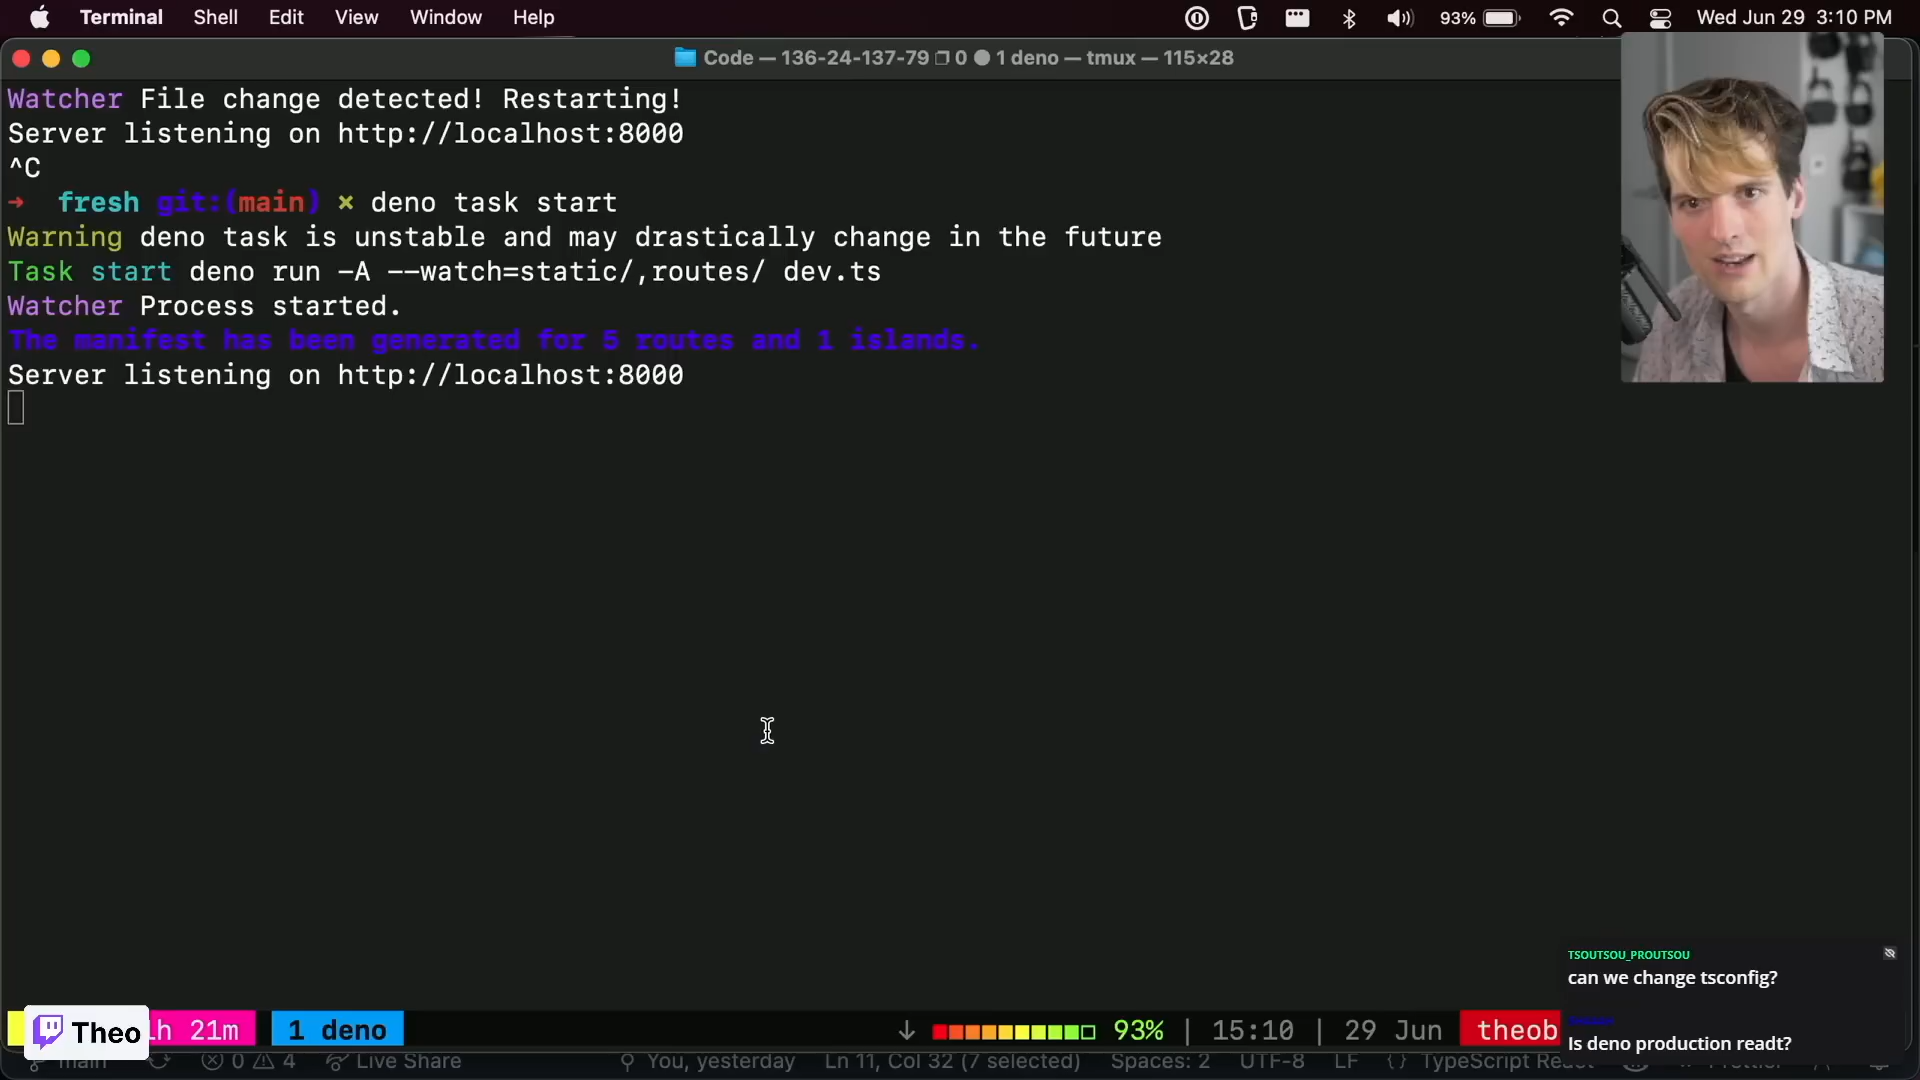 Terminal Shell Edit View Window Help 93% Wed Jun 29 3:10 PM
Code — 136-24-137-79 0 1 deno — tmux — 115×28
Watcher File change detected! Restarting!
Server listening on http://localhost:8000
^C
→ fresh git:(main) × deno task start
Warning deno task is unstable and may drastically change in the future
Task start deno run -A --watch=static/,routes/ dev.ts
Watcher Process started.
The manifest has been generated for 5 routes and 1 islands.
Server listening on http://localhost:8000
TSOUTSOU_PROUTSOU
can we change tsconfig?
Is deno production readt?
Theo 1h 21m 1 deno ↓ 93% | 15:10 | 29 Jun theob
main 0 4 Live Share You, yesterday Ln 11, Col 32 (7 selected) Spaces: 2 UTF-8 LF {} TypeScript Prettier